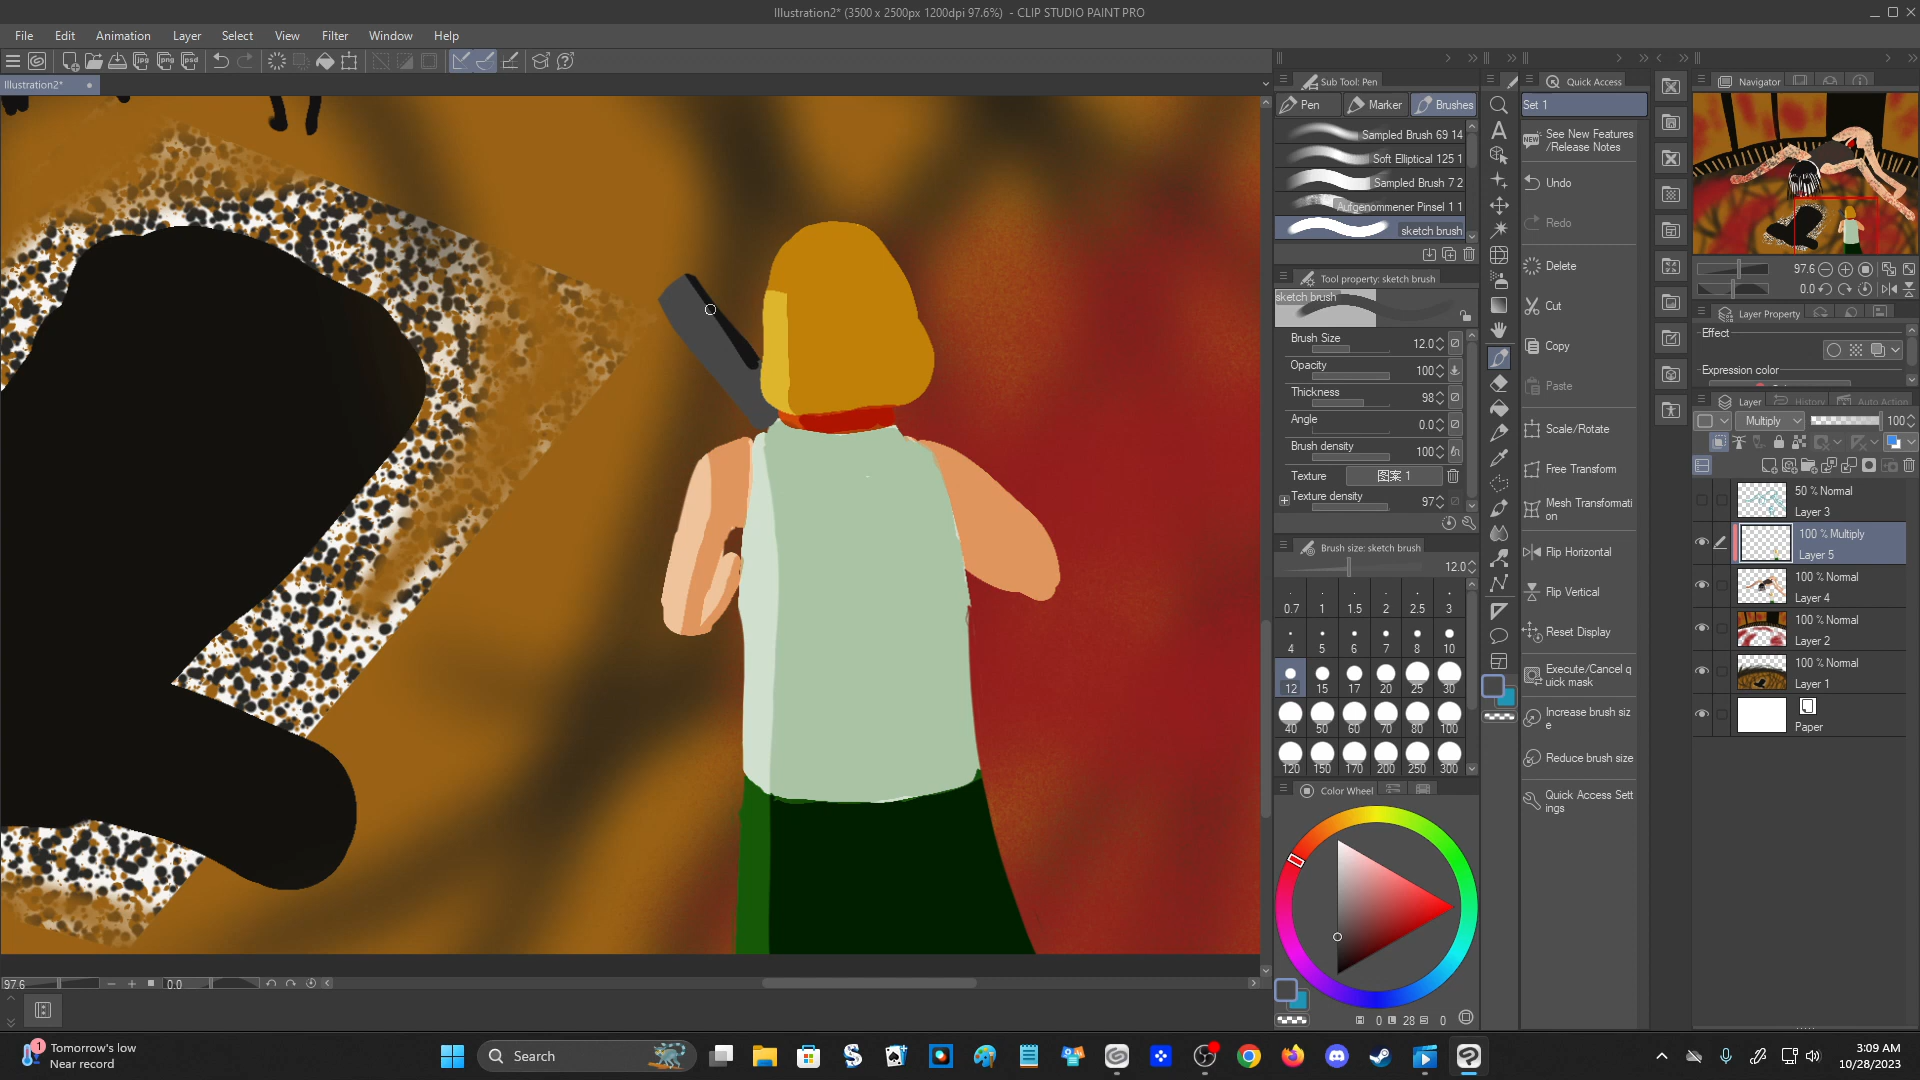 Illustration2* (3500 x 2500px 1200dpi 97.6%) - CLIP STUDIO PAINT PRO
File Edit Animation Layer Select View Filter Window Help
Illustration2*
Sub Tool: Pen
Pen Marker Brushes
Sampled Brush 69 14
Soft Elliptical 125 1
Sampled Brush 7 2
Aufgenommener Pinsel 1 1
sketch brush
Tool property: sketch brush
sketch brush
Brush Size 12.0
Opacity 100
Thickness 98
Angle 0.0
Brush density 100
Texture 图案 1
Texture density 97
Brush size: sketch brush
12.0
0.7 1 1.5 2 2.5 3
4 5 6 7 8 10
12 15 17 20 25 30
40 50 60 70 80 100
120 150 170 200 250 300
Color Wheel
0 28 0
Quick Access
Set 1
See New Features
/Release Notes
Undo
Redo
Delete
Cut
Copy
Paste
Scale/Rotate
Free Transform
Mesh Transformati
on
Flip Horizontal
Flip Vertical
Reset Display
Execute/Cancel q
uick mask
Increase brush siz
e
Reduce brush size
Quick Access Sett
ings
Navigator
97.6
0.0
Layer Property
Effect
Expression color
Layer History Auto Action
Multiply 100
50 % Normal
Layer 3
100 % Multiply
Layer 5
100 % Normal
Layer 4
100 % Normal
Layer 2
100 % Normal
Layer 1
Paper
97.6 0.0
1
Tomorrow's low
Near record
Search
3:09 AM
10/28/2023